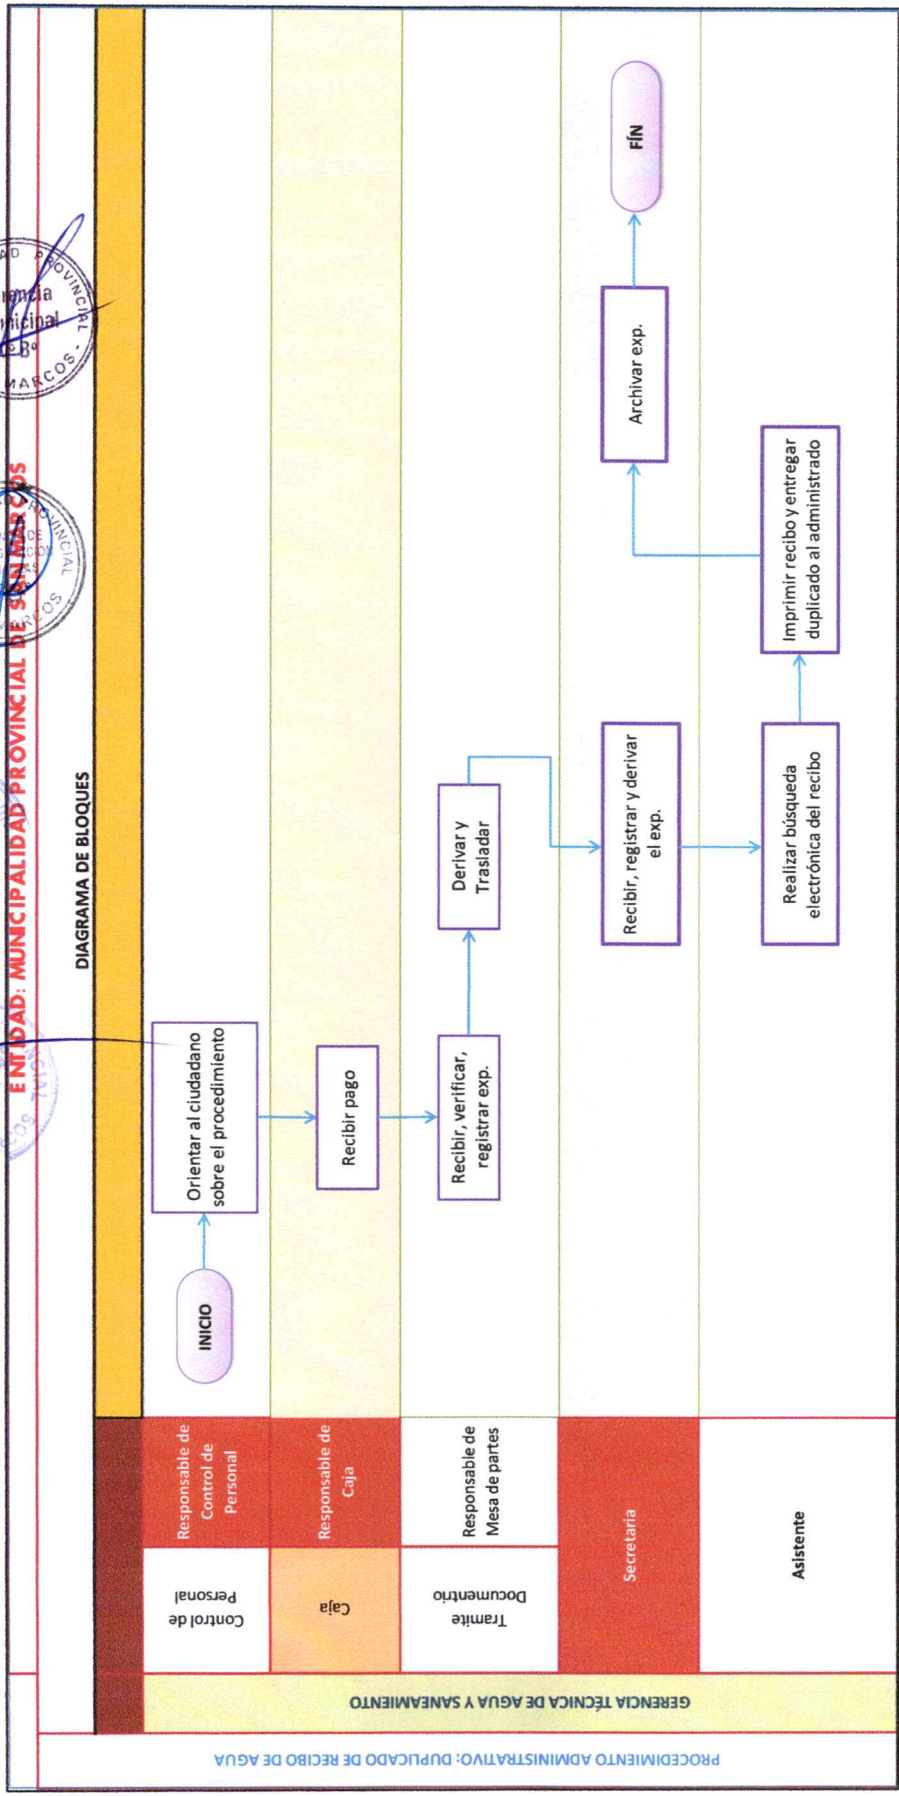 ENTIDAD: MUNICIPALIDAD PROVINCIAL DE SAN MARCOS
DIAGRAMA DE BLOQUES
PROCEDIMIENTO ADMINISTRATIVO: DUPLICADO DE RECIBO DE AGUA
GERENCIA TÉCNICA DE AGUA Y SANEAMIENTO
Control de
Personal
Responsable de
Control de
Personal
INICIO
Orientar al ciudadano
sobre el procedimiento
Caja
Responsable de
Caja
Recibir pago
Tramite
Documentrio
Responsable de
Mesa de partes
Recibir, verificar,
registrar exp.
Derivar y
Trasladar
Secretaria
Recibir, registrar y derivar
el exp.
Archivar exp.
FÍN
Asistente
Realizar búsqueda
electrónica del recibo
Imprimir recibo y entregar
duplicado al administrado
PROVINCIAL
MARCOS
PROVINCIAL